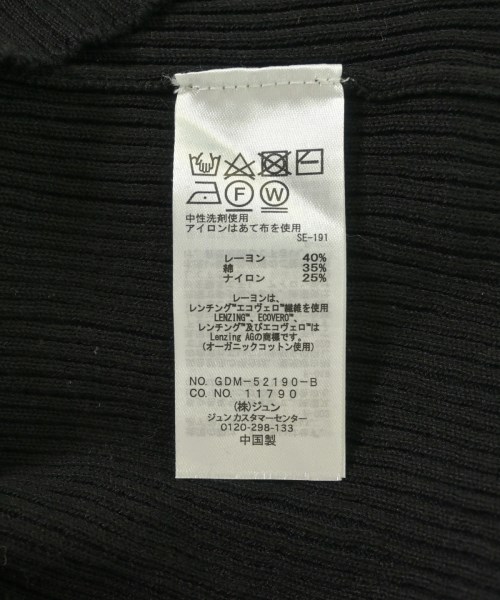 F W
中性洗剤使用
アイロンはあて布を使用
SE-191
レーヨン 40%
綿 35%
ナイロン 25%
レーヨンは、
レンチング™エコヴェロ™繊維を使用
LENZING™、ECOVERO™、
レンチング™及びエコヴェロ™は
Lenzing AGの商標です。
(オーガニックコットン使用)
NO. GDM-52190-B
CO. NO. 11790
(株)ジュン
ジュンカスタマーセンター
0120-298-133
中国製